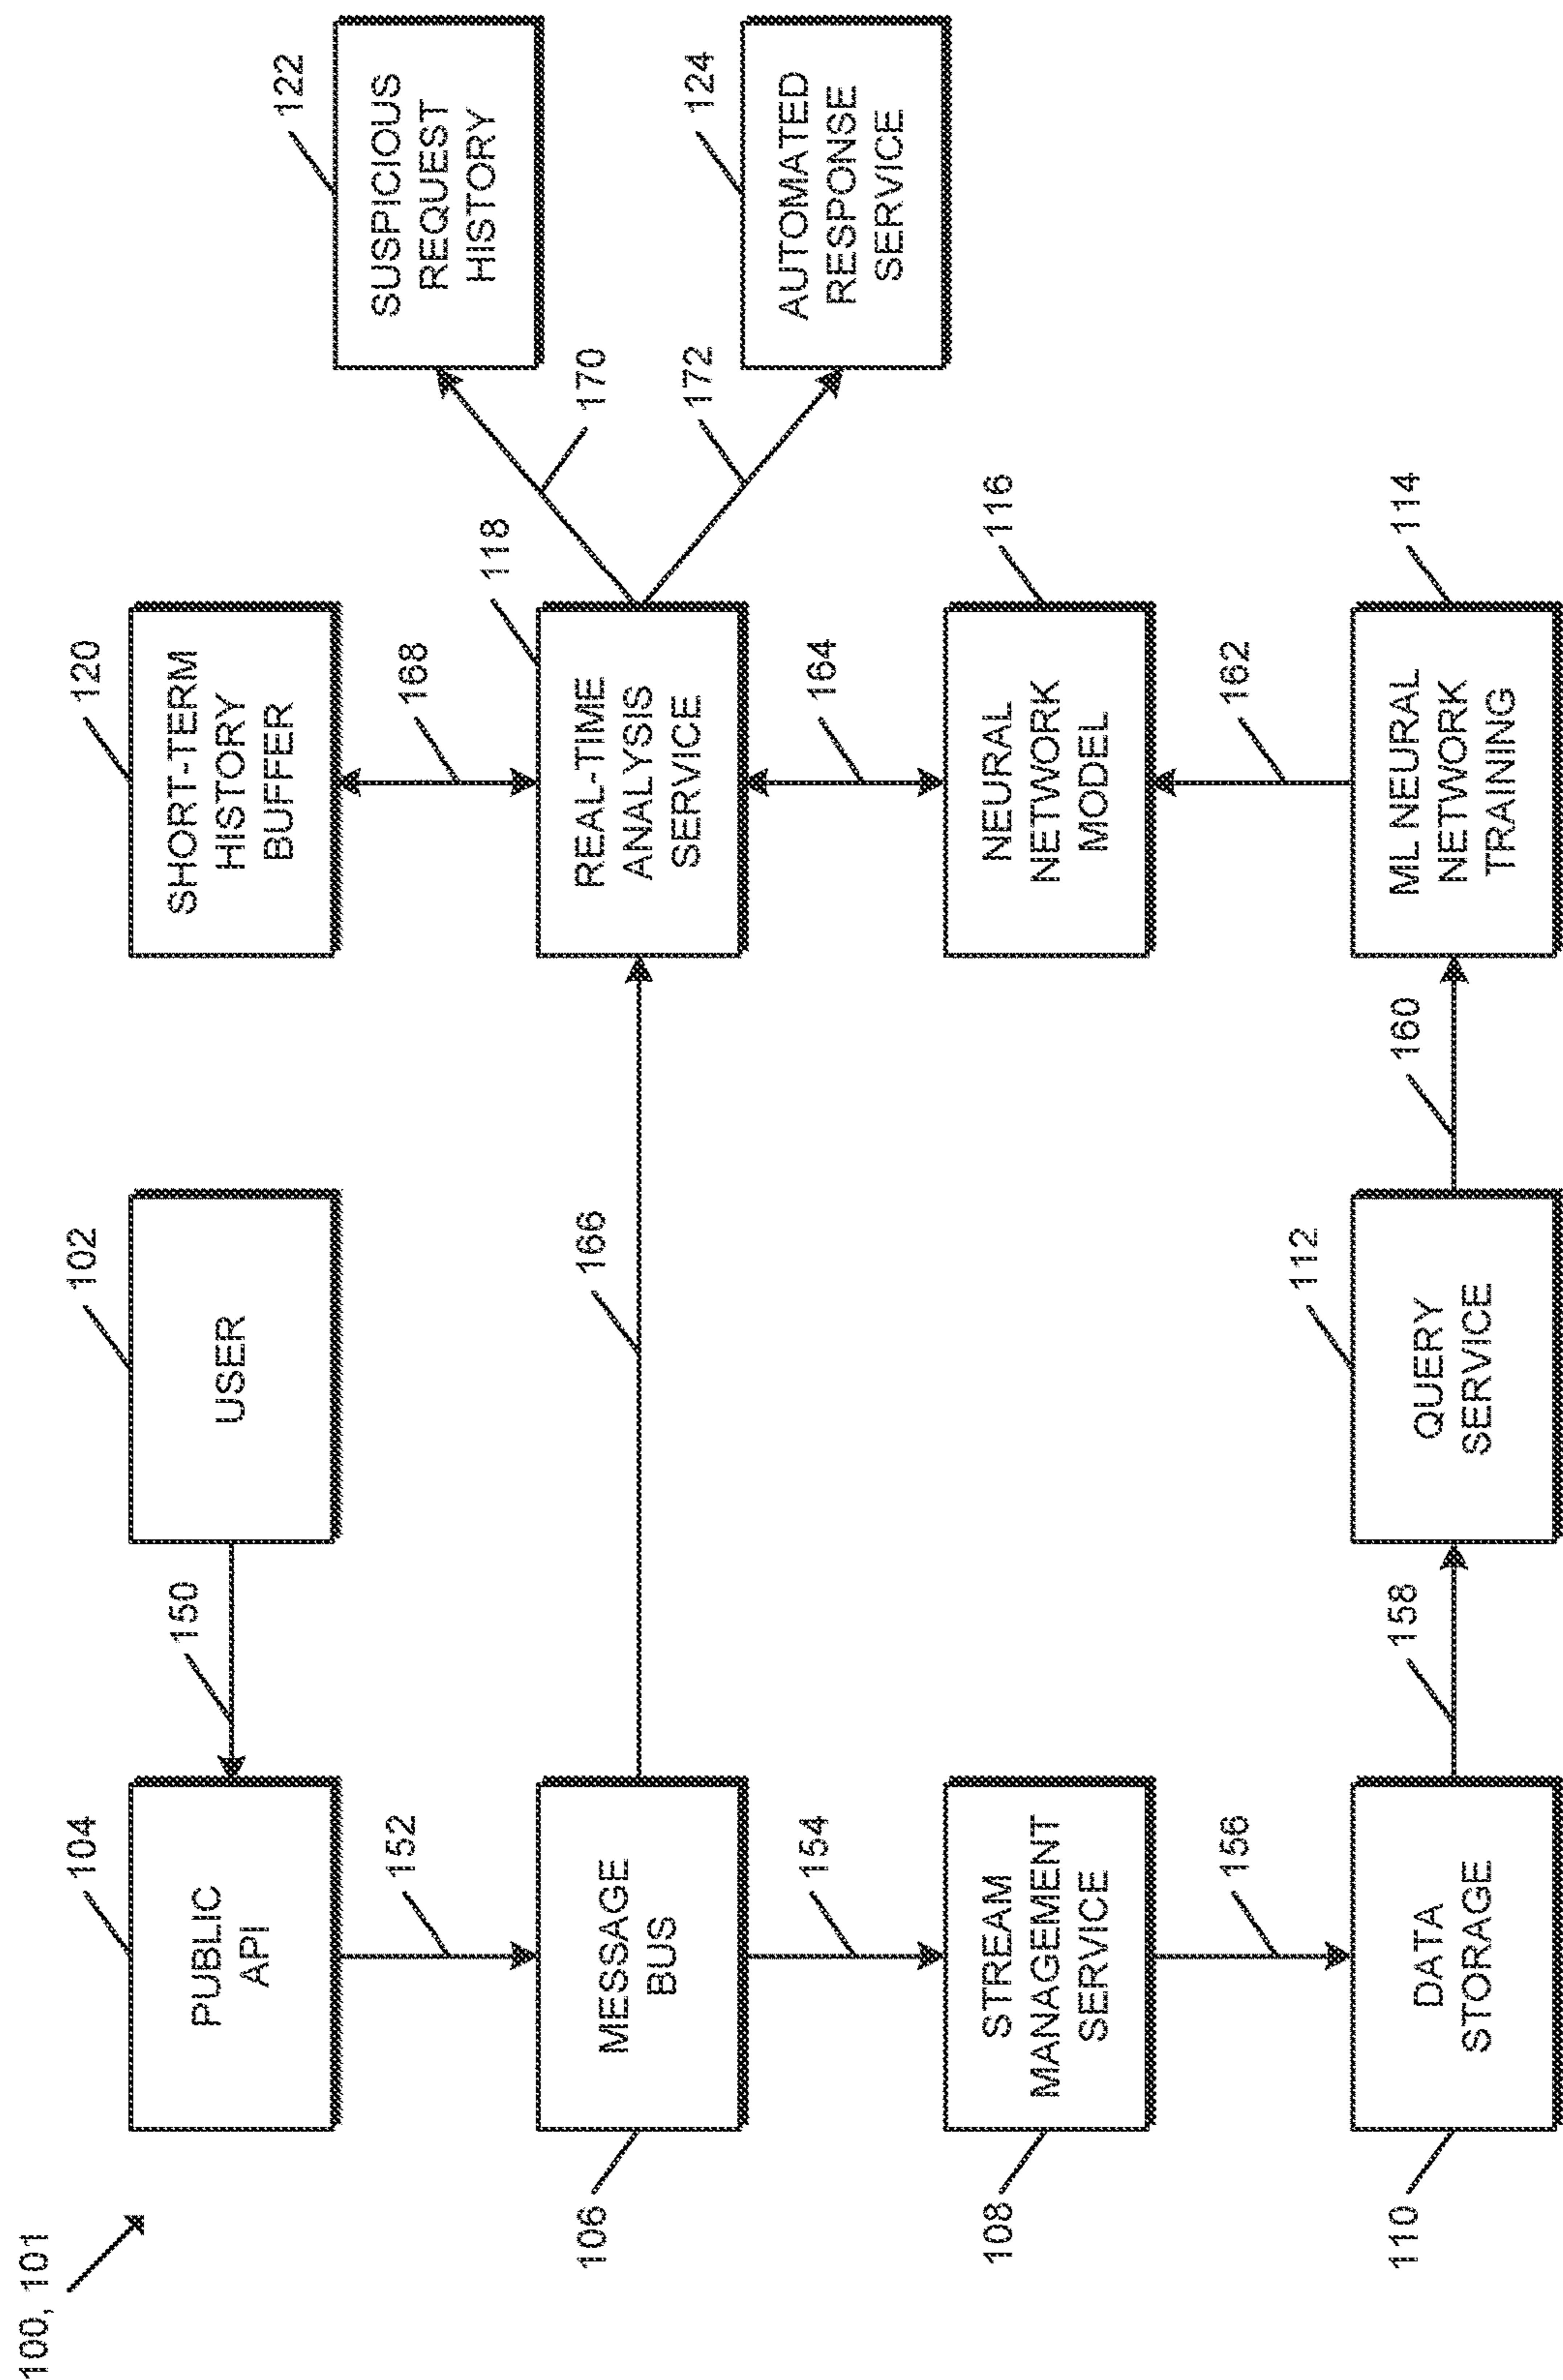 100, 101
104
PUBLIC
API
150
102
USER
120
SHORT-TERM
HISTORY
BUFFER
152
168
122
SUSPICIOUS
REQUEST
HISTORY
106
MESSAGE
BUS
166
118
REAL-TIME
ANALYSIS
SERVICE
170
172
154
164
124
AUTOMATED
RESPONSE
SERVICE
108
STREAM
MANAGEMENT
SERVICE
116
NEURAL
NETWORK
MODEL
156
162
110
DATA
STORAGE
158
112
QUERY
SERVICE
160
114
ML NEURAL
NETWORK
TRAINING